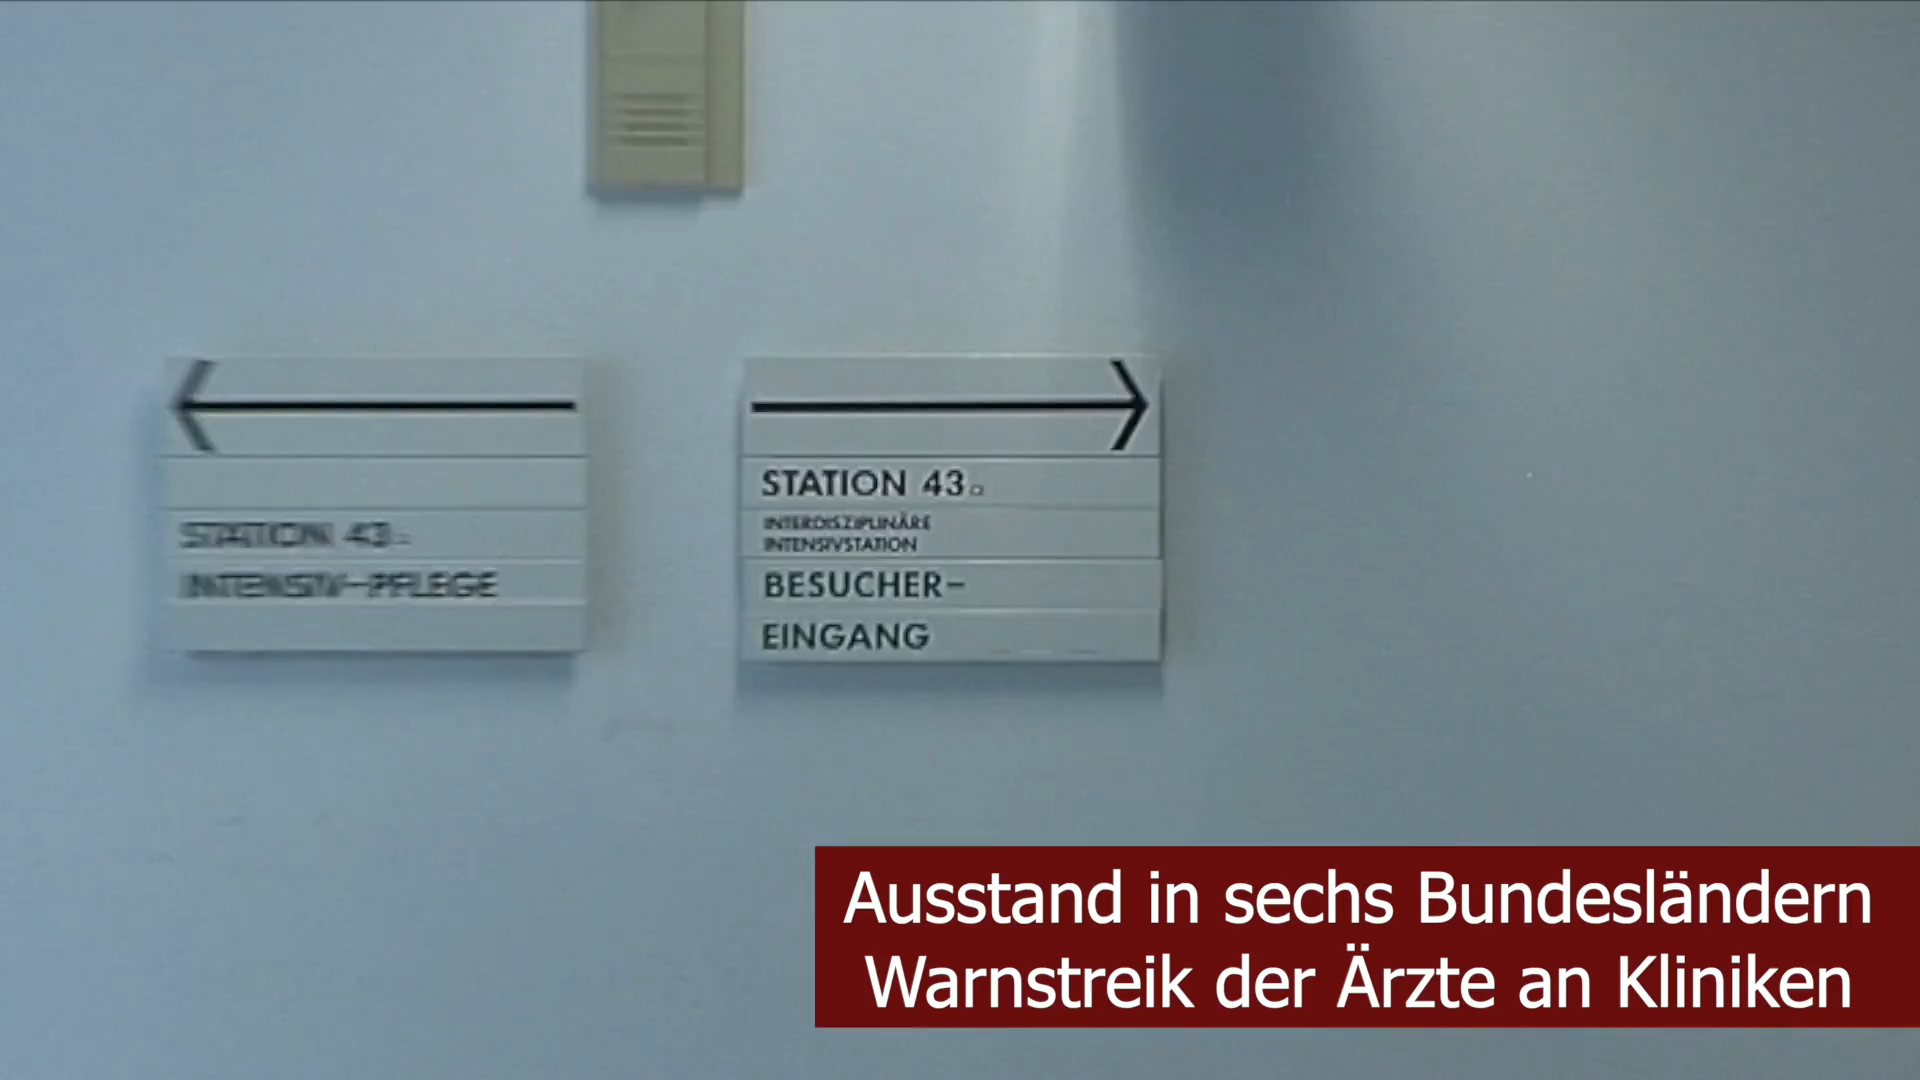 STATION 43
INTENSIV-PFLEGE
STATION 43
INTERDISZIPLINÄRE
INTENSIVSTATION
BESUCHER-
EINGANG
Ausstand in sechs Bundesländern
Warnstreik der Ärzte an Kliniken